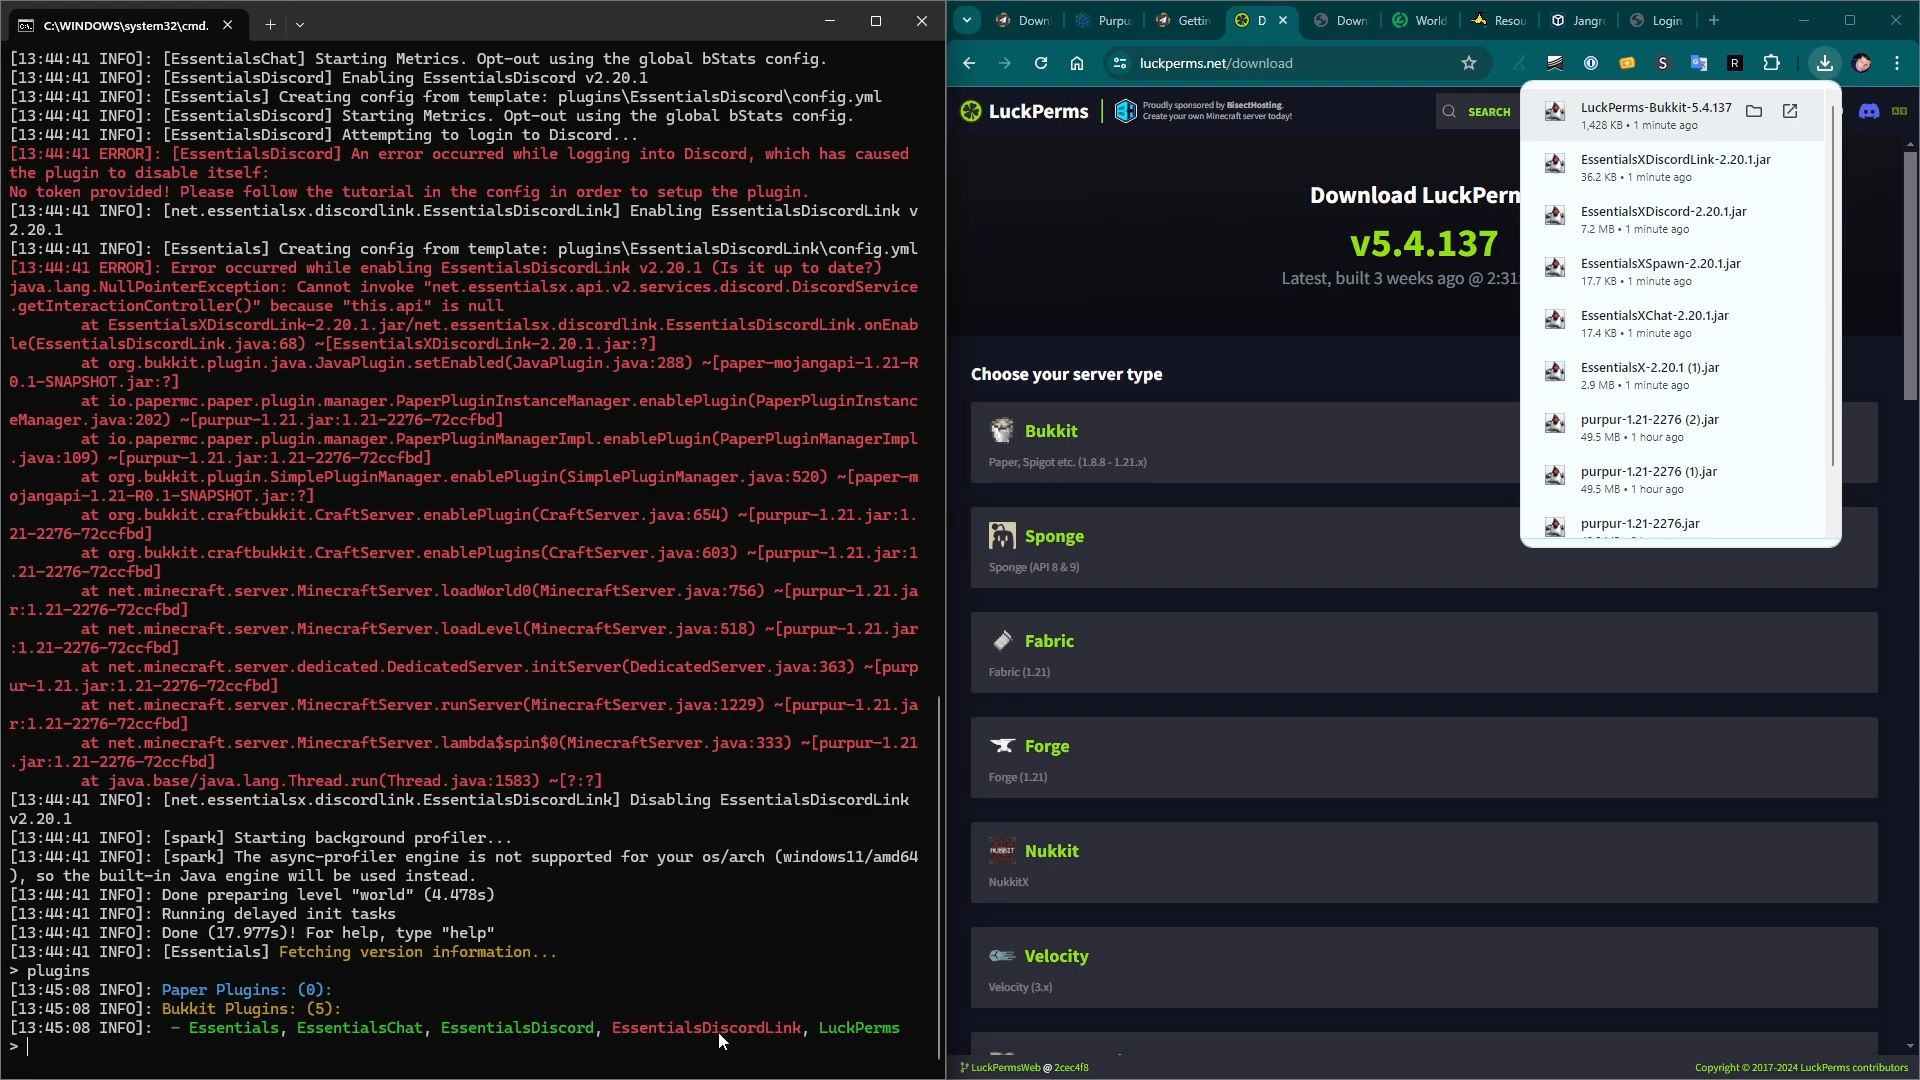 C:\WINDOWS\system32\cmd.
[13:44:41 INFO]: [EssentialsChat] Starting Metrics. Opt-out using the global bStats config.
[13:44:41 INFO]: [EssentialsDiscord] Enabling EssentialsDiscord v2.20.1
[13:44:41 INFO]: [Essentials] Creating config from template: plugins\EssentialsDiscord\config.yml
[13:44:41 INFO]: [EssentialsDiscord] Starting Metrics. Opt-out using the global bStats config.
[13:44:41 INFO]: [EssentialsDiscord] Attempting to login to Discord...
[13:44:41 ERROR]: [EssentialsDiscord] An error occurred while logging into Discord, which has caused
the plugin to disable itself:
No token provided! Please follow the tutorial in the config in order to setup the plugin.
[13:44:41 INFO]: [net.essentialsx.discordlink.EssentialsDiscordLink] Enabling EssentialsDiscordLink v
2.20.1
[13:44:41 INFO]: [Essentials] Creating config from template: plugins\EssentialsDiscordLink\config.yml
[13:44:41 ERROR]: Error occurred while enabling EssentialsDiscordLink v2.20.1 (Is it up to date?)
java.lang.NullPointerException: Cannot invoke "net.essentialsx.api.v2.services.discord.DiscordService
.getInteractionController()" because "this.api" is null
at EssentialsXDiscordLink-2.20.1.jar/net.essentialsx.discordlink.EssentialsDiscordLink.onEnab
le(EssentialsDiscordLink.java:68) ~[EssentialsXDiscordLink-2.20.1.jar:?]
at org.bukkit.plugin.java.JavaPlugin.setEnabled(JavaPlugin.java:288) ~[paper-mojangapi-1.21-R
0.1-SNAPSHOT.jar:?]
at io.papermc.paper.plugin.manager.PaperPluginInstanceManager.enablePlugin(PaperPluginInstanc
eManager.java:202) ~[purpur-1.21.jar:1.21-2276-72ccfbd]
at io.papermc.paper.plugin.manager.PaperPluginManagerImpl.enablePlugin(PaperPluginManagerImpl
.java:109) ~[purpur-1.21.jar:1.21-2276-72ccfbd]
at org.bukkit.plugin.SimplePluginManager.enablePlugin(SimplePluginManager.java:520) ~[paper-m
ojangapi-1.21-R0.1-SNAPSHOT.jar:?]
at org.bukkit.craftbukkit.CraftServer.enablePlugin(CraftServer.java:654) ~[purpur-1.21.jar:1.
21-2276-72ccfbd]
at org.bukkit.craftbukkit.CraftServer.enablePlugins(CraftServer.java:603) ~[purpur-1.21.jar:1
.21-2276-72ccfbd]
at net.minecraft.server.MinecraftServer.loadWorld0(MinecraftServer.java:756) ~[purpur-1.21.ja
r:1.21-2276-72ccfbd]
at net.minecraft.server.MinecraftServer.loadLevel(MinecraftServer.java:518) ~[purpur-1.21.jar
:1.21-2276-72ccfbd]
at net.minecraft.server.dedicated.DedicatedServer.initServer(DedicatedServer.java:363) ~[purp
ur-1.21.jar:1.21-2276-72ccfbd]
at net.minecraft.server.MinecraftServer.runServer(MinecraftServer.java:1229) ~[purpur-1.21.ja
r:1.21-2276-72ccfbd]
at net.minecraft.server.MinecraftServer.lambda$spin$0(MinecraftServer.java:333) ~[purpur-1.21
.jar:1.21-2276-72ccfbd]
at java.base/java.lang.Thread.run(Thread.java:1583) ~[?:?]
[13:44:41 INFO]: [net.essentialsx.discordlink.EssentialsDiscordLink] Disabling EssentialsDiscordLink
v2.20.1
[13:44:41 INFO]: [spark] Starting background profiler...
[13:44:41 INFO]: [spark] The async-profiler engine is not supported for your os/arch (windows11/amd64
), so the built-in Java engine will be used instead.
[13:44:41 INFO]: Done preparing level "world" (4.478s)
[13:44:41 INFO]: Running delayed init tasks
[13:44:41 INFO]: Done (17.977s)! For help, type "help"
[13:44:41 INFO]: [Essentials] Fetching version information...
> plugins
[13:45:08 INFO]: Paper Plugins: (0):
[13:45:08 INFO]: Bukkit Plugins: (5):
[13:45:08 INFO]: - Essentials, EssentialsChat, EssentialsDiscord, EssentialsDiscordLink, LuckPerms
>
Down Purpu Gettin D Down World Resou Jangr Login
luckperms.net/download
LuckPerms
Proudly sponsored by BisectHosting.
Create your own Minecraft server today!
SEARCH
Download LuckPerm
v5.4.137
Latest, built 3 weeks ago @ 2:31:
Choose your server type
Bukkit
Paper, Spigot etc. (1.8.8 - 1.21.x)
Sponge
Sponge (API 8 & 9)
Fabric
Fabric (1.21)
Forge
Forge (1.21)
NUKKIT
Nukkit
NukkitX
Velocity
Velocity (3.x)
LuckPerms-Bukkit-5.4.137
1,428 KB • 1 minute ago
EssentialsXDiscordLink-2.20.1.jar
36.2 KB • 1 minute ago
EssentialsXDiscord-2.20.1.jar
7.2 MB • 1 minute ago
EssentialsXSpawn-2.20.1.jar
17.7 KB • 1 minute ago
EssentialsXChat-2.20.1.jar
17.4 KB • 1 minute ago
EssentialsX-2.20.1 (1).jar
2.9 MB • 1 minute ago
purpur-1.21-2276 (2).jar
49.5 MB • 1 hour ago
purpur-1.21-2276 (1).jar
49.5 MB • 1 hour ago
purpur-1.21-2276.jar
LuckPermsWeb @ 2cec4f8
Copyright © 2017-2024 LuckPerms contributors